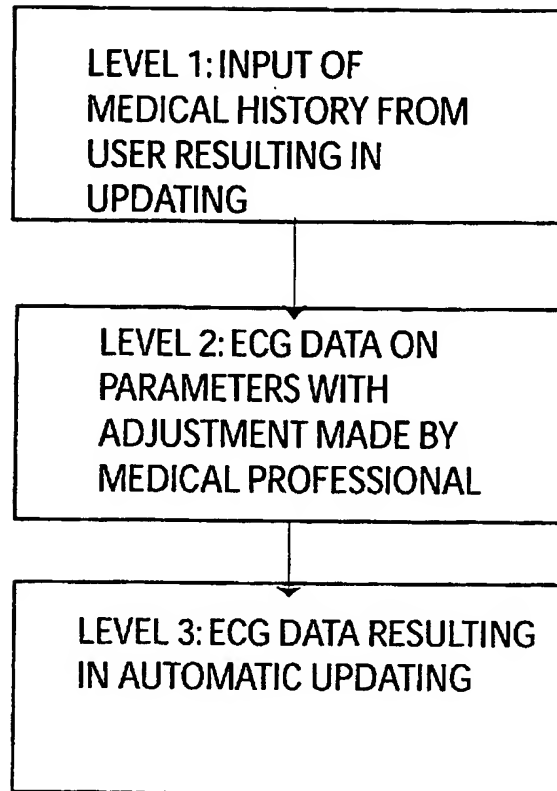 LEVEL 1: INPUT OF
MEDICAL HISTORY FROM
USER RESULTING IN
UPDATING
LEVEL 2: ECG DATA ON
PARAMETERS WITH
ADJUSTMENT MADE BY
MEDICAL PROFESSIONAL
LEVEL 3: ECG DATA RESULTING
IN AUTOMATIC UPDATING